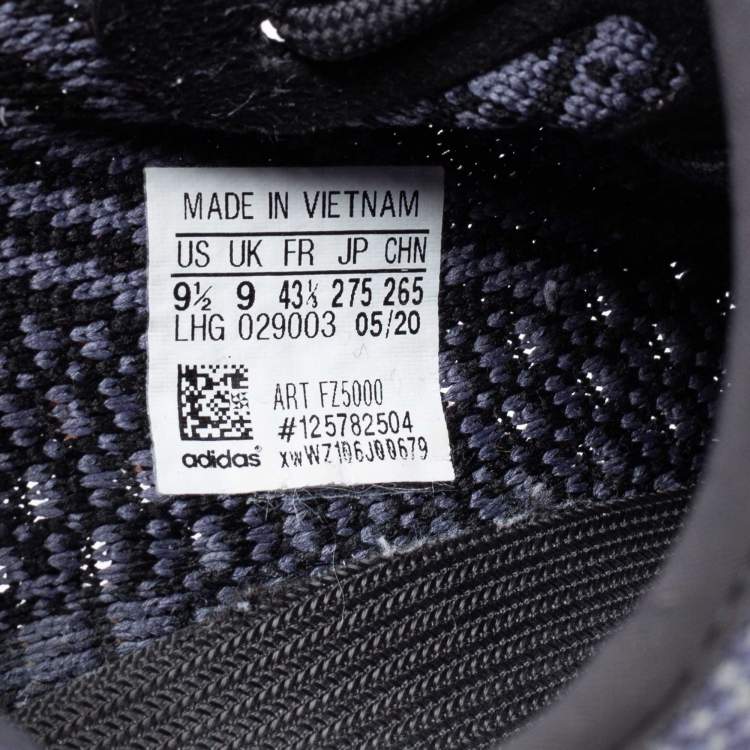 MADE IN VIETNAM
US UK FR JP CHN
9½ 9 43⅓ 275 265
LHG 029003 05/20
ART FZ5000
#125782504
adidas® xwWZ1D6J00679